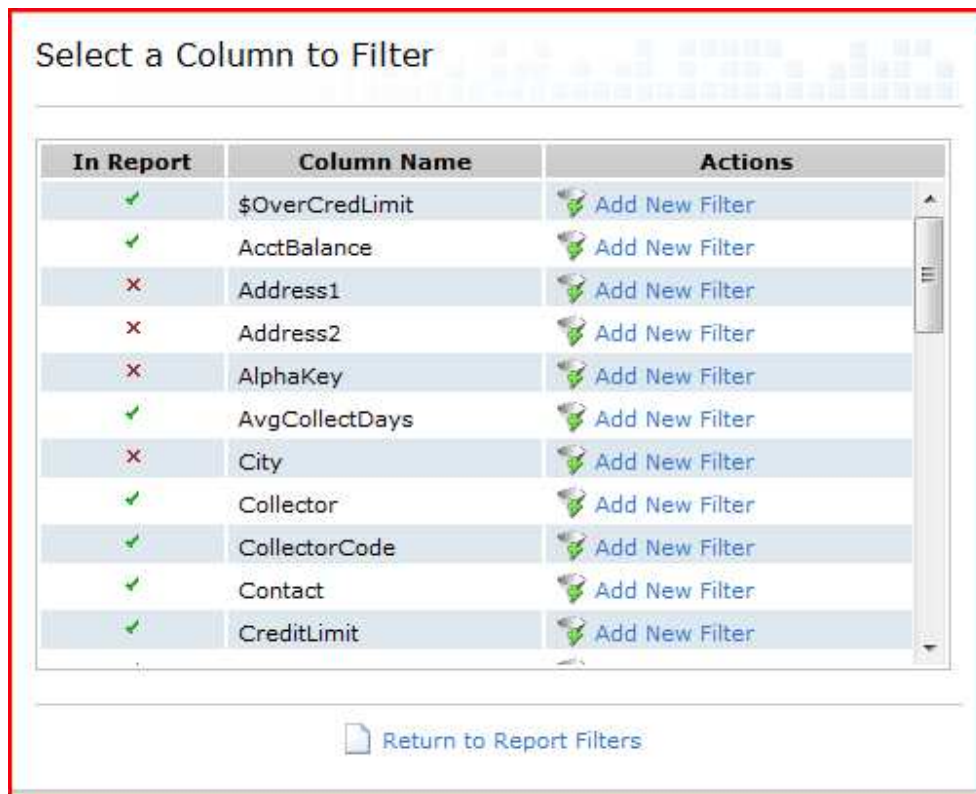 Select a Column to Filter
In Report Column Name Actions
$OverCredLimit Add New Filter
AcctBalance Add New Filter
Address1 Add New Filter
Address2 Add New Filter
AlphaKey Add New Filter
AvgCollectDays Add New Filter
City Add New Filter
Collector Add New Filter
CollectorCode Add New Filter
Contact Add New Filter
CreditLimit Add New Filter
Return to Report Filters